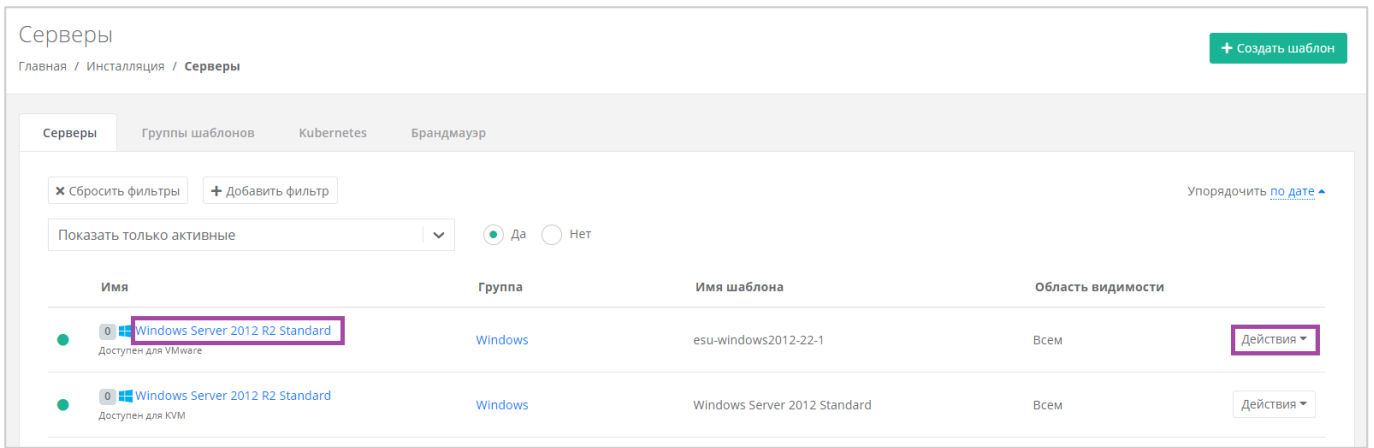 Серверы
+ Создать шаблон
Главная / Инсталляция / Серверы
Серверы Группы шаблонов Kubernetes Брандмауэр
× Сбросить фильтры + Добавить фильтр Упорядочить по дате
Показать только активные Да Нет
Имя Группа Имя шаблона Область видимости
0 Windows Server 2012 R2 Standard
Доступен для VMware
Windows esu-windows2012-22-1 Всем Действия
0 Windows Server 2012 R2 Standard
Доступен для KVM
Windows Windows Server 2012 Standard Всем Действия